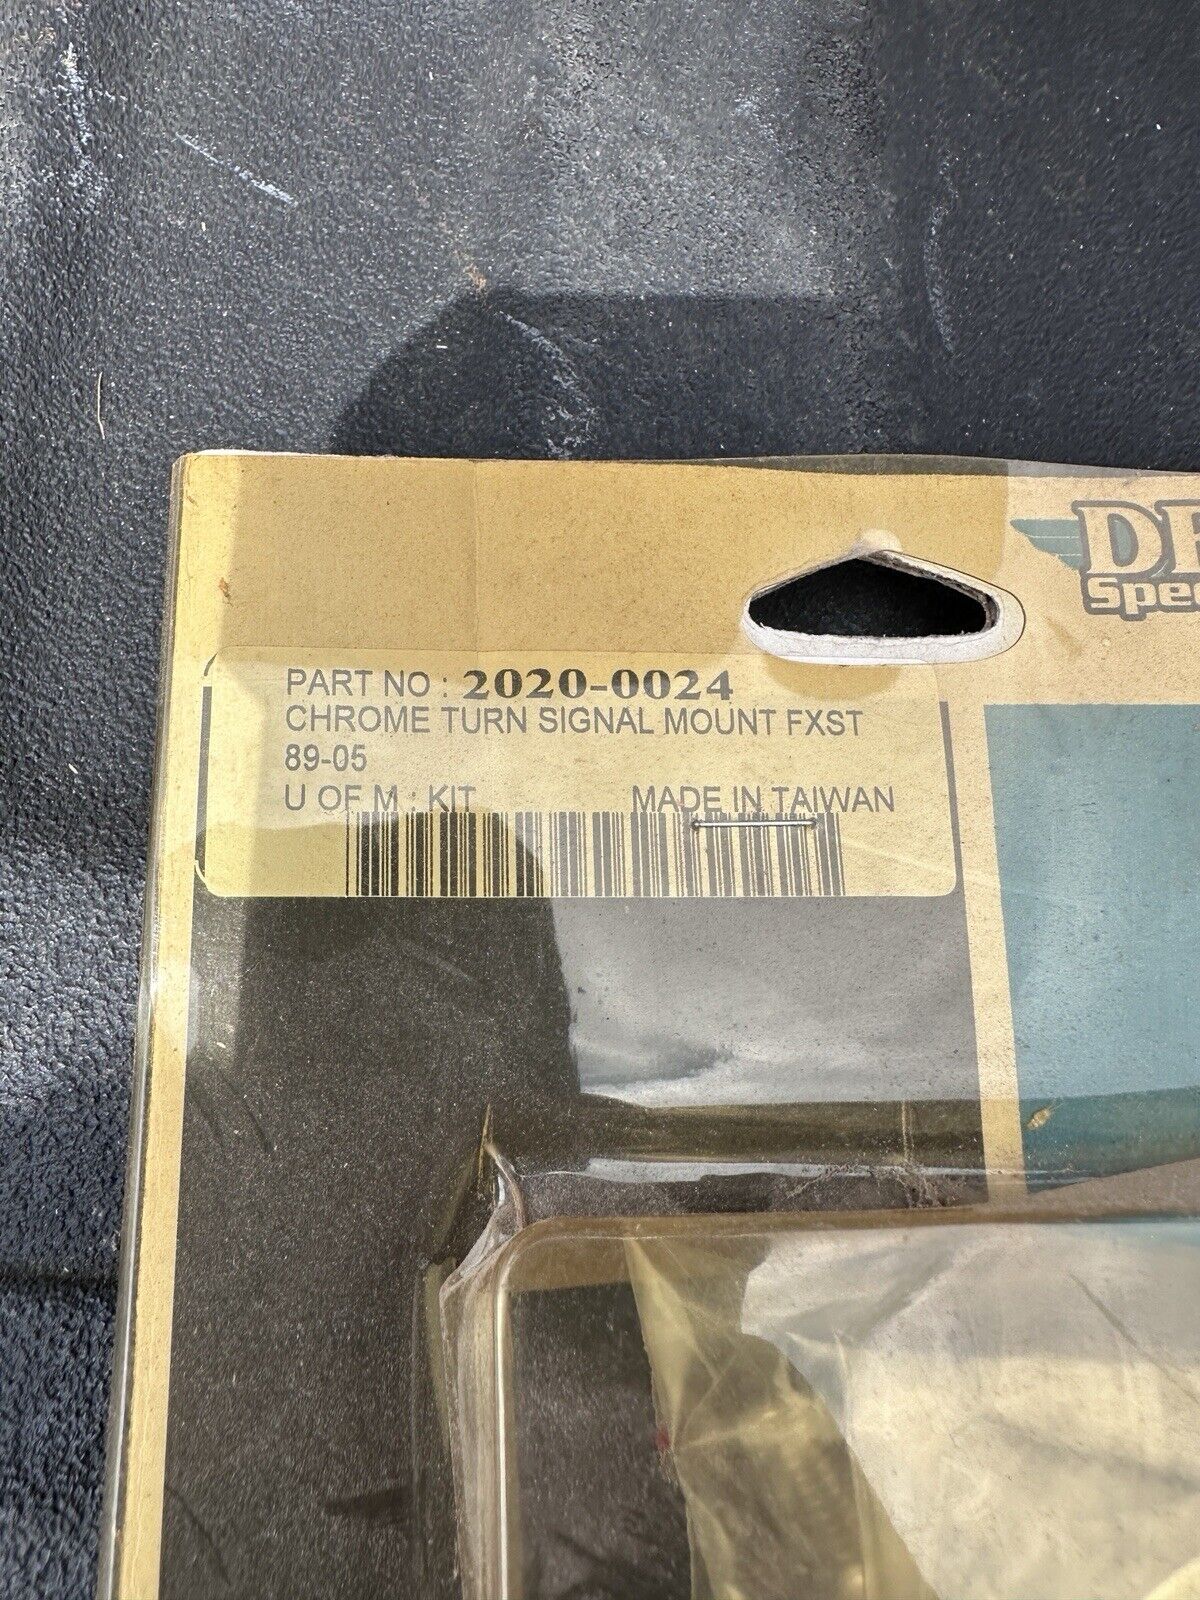 PART NO : 2020-0024
CHROME TURN SIGNAL MOUNT FXST
89-05
U OF M : KIT MADE IN TAIWAN